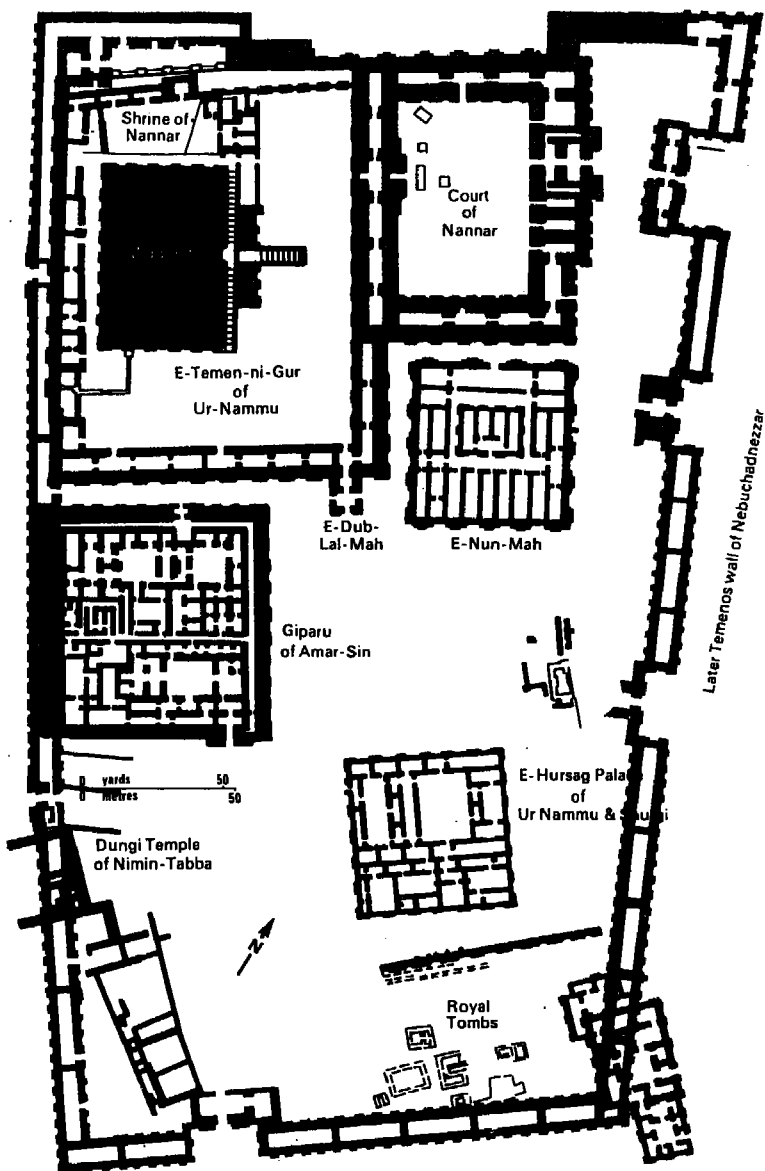 Shrine of
Nannar
Court
of
Nannar
E-Temen-ni-Gur
of
Ur-Nammu
E-Dub-
Lal-Mah
E-Nun-Mah
Later Temenos wall of Nebuchadnezzar
Giparu
of Amar-Sin
0 yards 50
0 metres 50
E-Hursag
of
Ur Nammu &
Dungi Temple
of Nimin-Tabba
N
Royal
Tombs